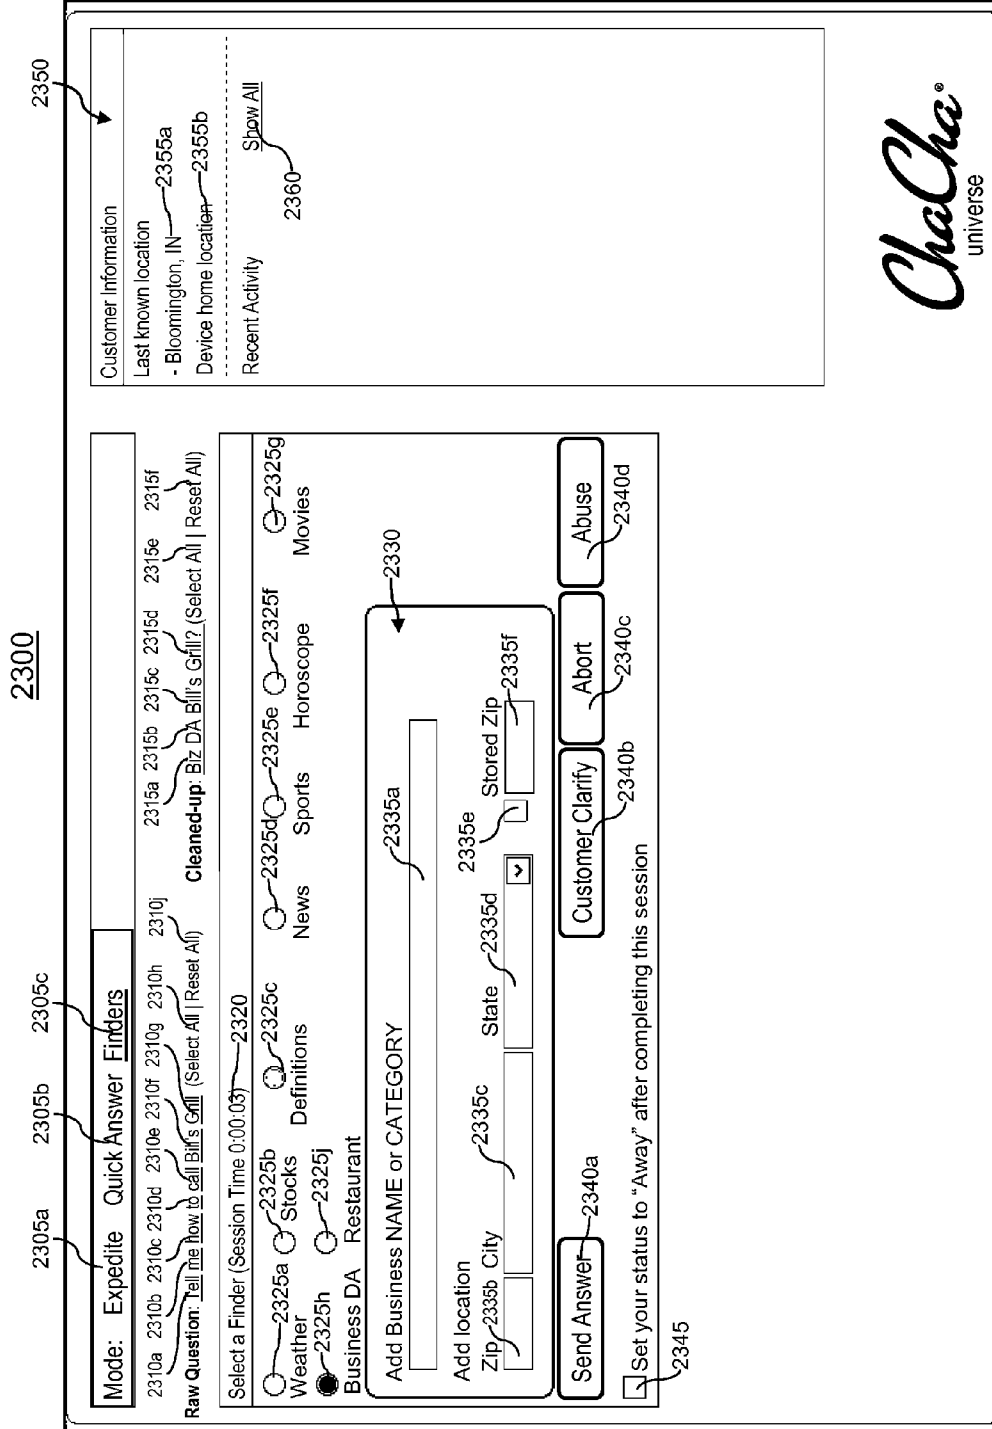 2300
2305a 2305b 2305c
Mode: Expedite Quick Answer Finders
2310a 2310b 2310c 2310d 2310e 2310f 2310g 2310h 2310j
Raw Question: Tell me how to call Bill's Grill (Select All | Reset All)
2315a 2315b 2315c 2315d 2315e 2315f
Cleaned-up: Biz DA Bill's Grill? (Select All | Reset All)
Select a Finder (Session Time 0:00:03) 2320
2325a 2325b 2325c 2325d 2325e 2325f 2325g
Weather Stocks Definitions News Sports Horoscope Movies
2325h 2325j
Business DA Restaurant
2330
Add Business NAME or CATEGORY
2335a
Add location
Zip 2335b City State Stored Zip
2335c 2335d 2335e 2335f
Send Answer Customer Clarify Abort Abuse
2340a 2340b 2340c 2340d
Set your status to “Away” after completing this session
2345
2350
Customer Information
Last known location
- Bloomington, IN 2355a
Device home location 2355b
Recent Activity Show All
2360
ChaCha®
universe